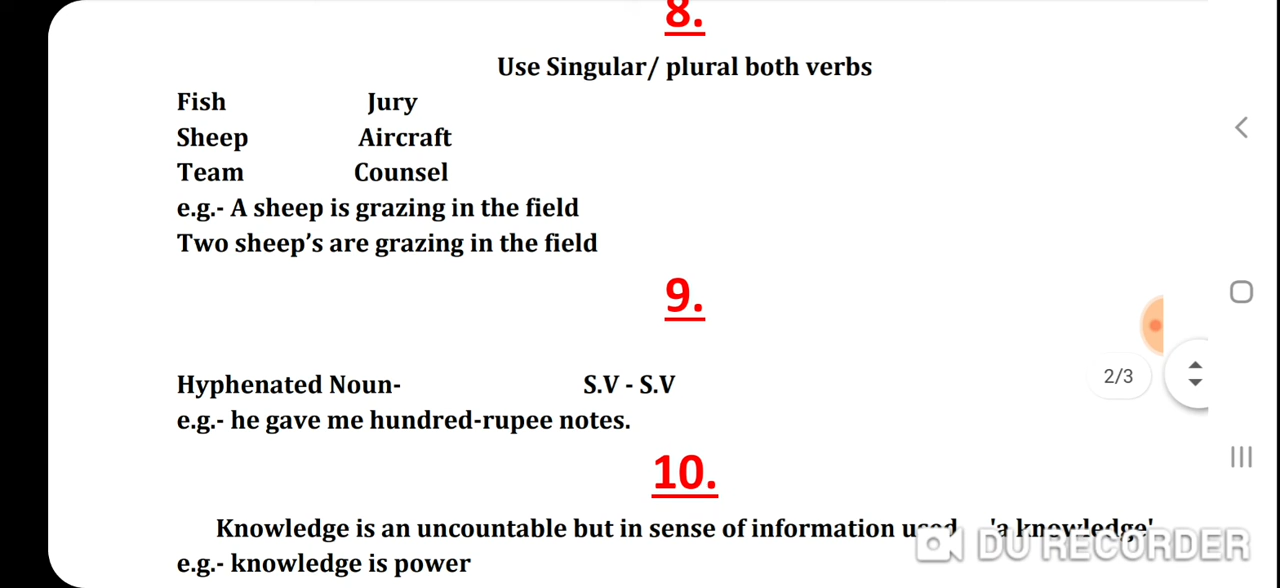 8.
Use Singular/ plural both verbs
Fish Jury
Sheep Aircraft
Team Counsel
e.g.- A sheep is grazing in the field
Two sheep's are grazing in the field
9.
Hyphenated Noun- S.V - S.V
e.g.- he gave me hundred-rupee notes.
2/3
10.
Knowledge is an uncountable but in sense of information used 'a knowledge'
e.g.- knowledge is power
DU RECORDER